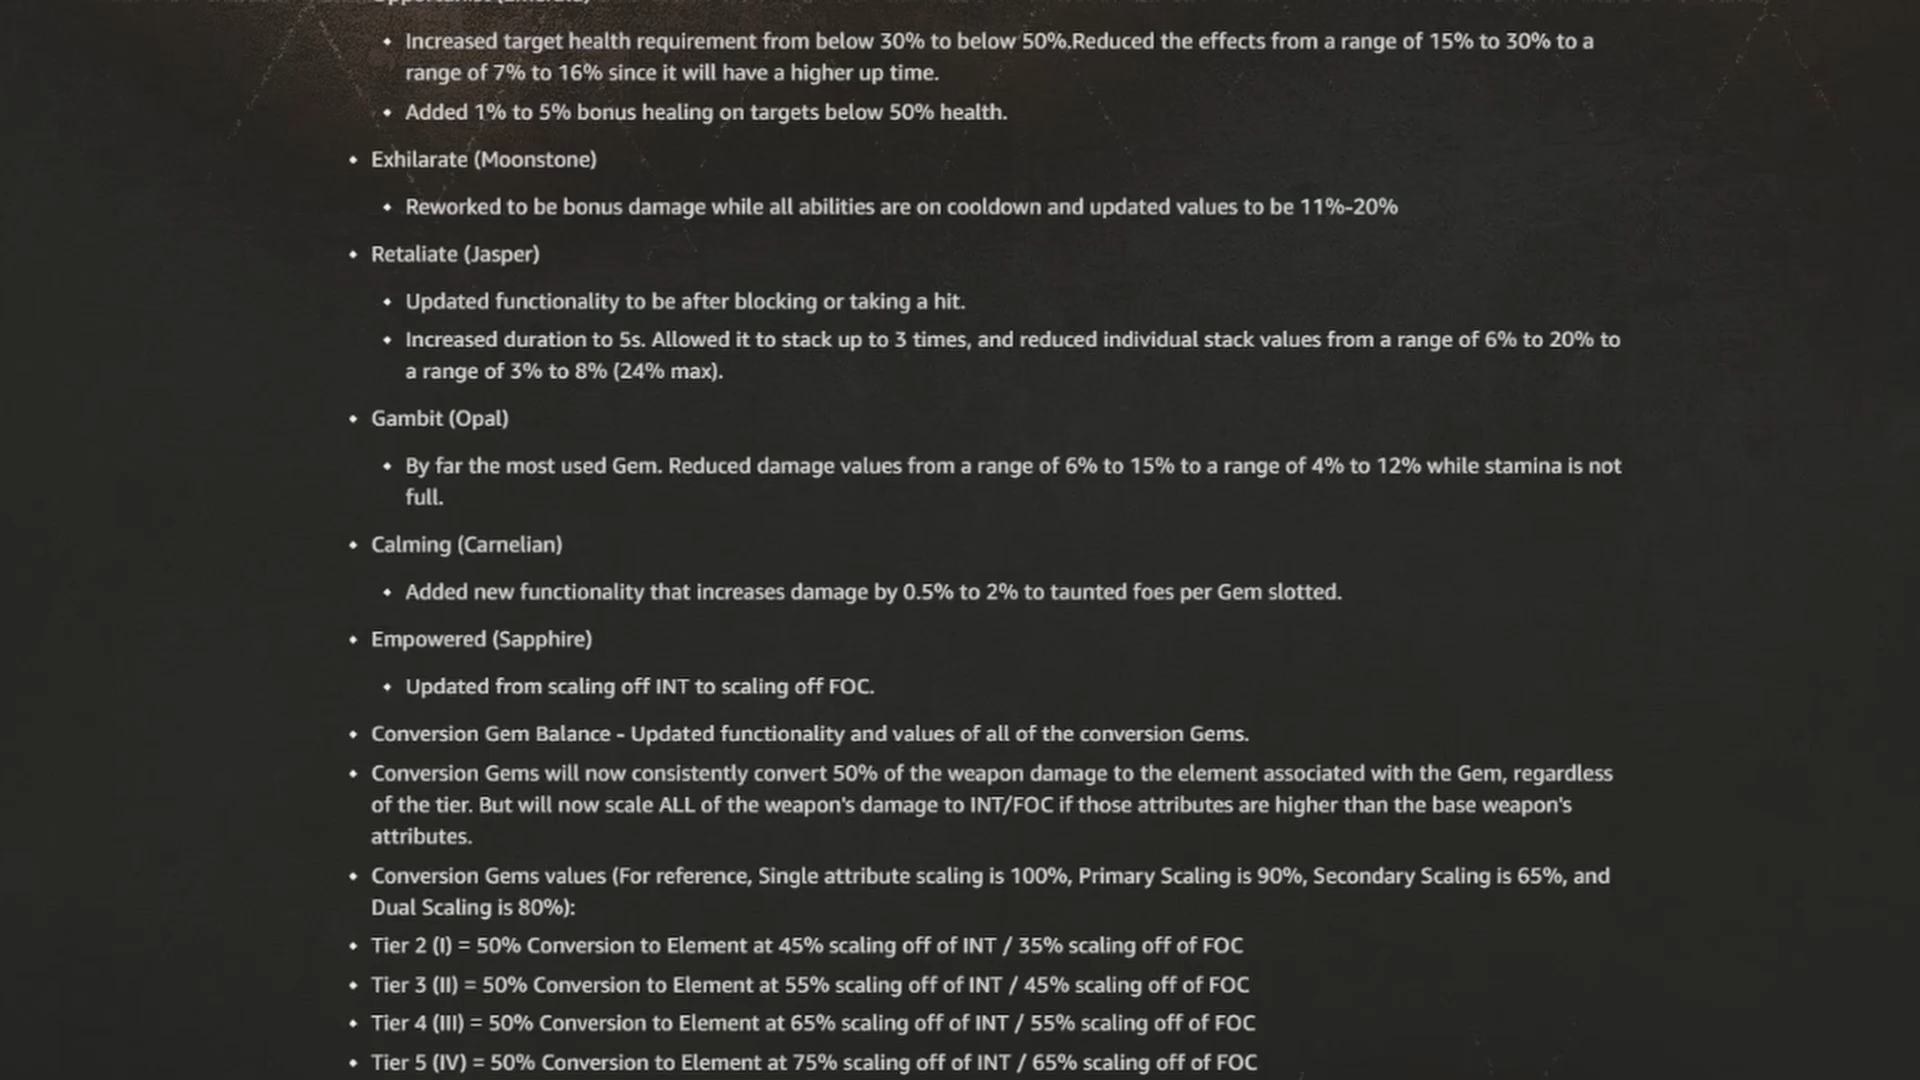 • Increased target health requirement from below 30% to below 50%.Reduced the effects from a range of 15% to 30% to a
range of 7% to 16% since it will have a higher up time.
• Added 1% to 5% bonus healing on targets below 50% health.
• Exhilarate (Moonstone)
• Reworked to be bonus damage while all abilities are on cooldown and updated values to be 11%-20%
• Retaliate (Jasper)
• Updated functionality to be after blocking or taking a hit.
• Increased duration to 5s. Allowed it to stack up to 3 times, and reduced individual stack values from a range of 6% to 20% to
a range of 3% to 8% (24% max).
• Gambit (Opal)
• By far the most used Gem. Reduced damage values from a range of 6% to 15% to a range of 4% to 12% while stamina is not
full.
• Calming (Carnelian)
• Added new functionality that increases damage by 0.5% to 2% to taunted foes per Gem slotted.
• Empowered (Sapphire)
• Updated from scaling off INT to scaling off FOC.
• Conversion Gem Balance - Updated functionality and values of all of the conversion Gems.
• Conversion Gems will now consistently convert 50% of the weapon damage to the element associated with the Gem, regardless
of the tier. But will now scale ALL of the weapon's damage to INT/FOC if those attributes are higher than the base weapon's
attributes.
• Conversion Gems values (For reference, Single attribute scaling is 100%, Primary Scaling is 90%, Secondary Scaling is 65%, and
Dual Scaling is 80%):
• Tier 2 (I) = 50% Conversion to Element at 45% scaling off of INT / 35% scaling off of FOC
• Tier 3 (II) = 50% Conversion to Element at 55% scaling off of INT / 45% scaling off of FOC
• Tier 4 (III) = 50% Conversion to Element at 65% scaling off of INT / 55% scaling off of FOC
• Tier 5 (IV) = 50% Conversion to Element at 75% scaling off of INT / 65% scaling off of FOC